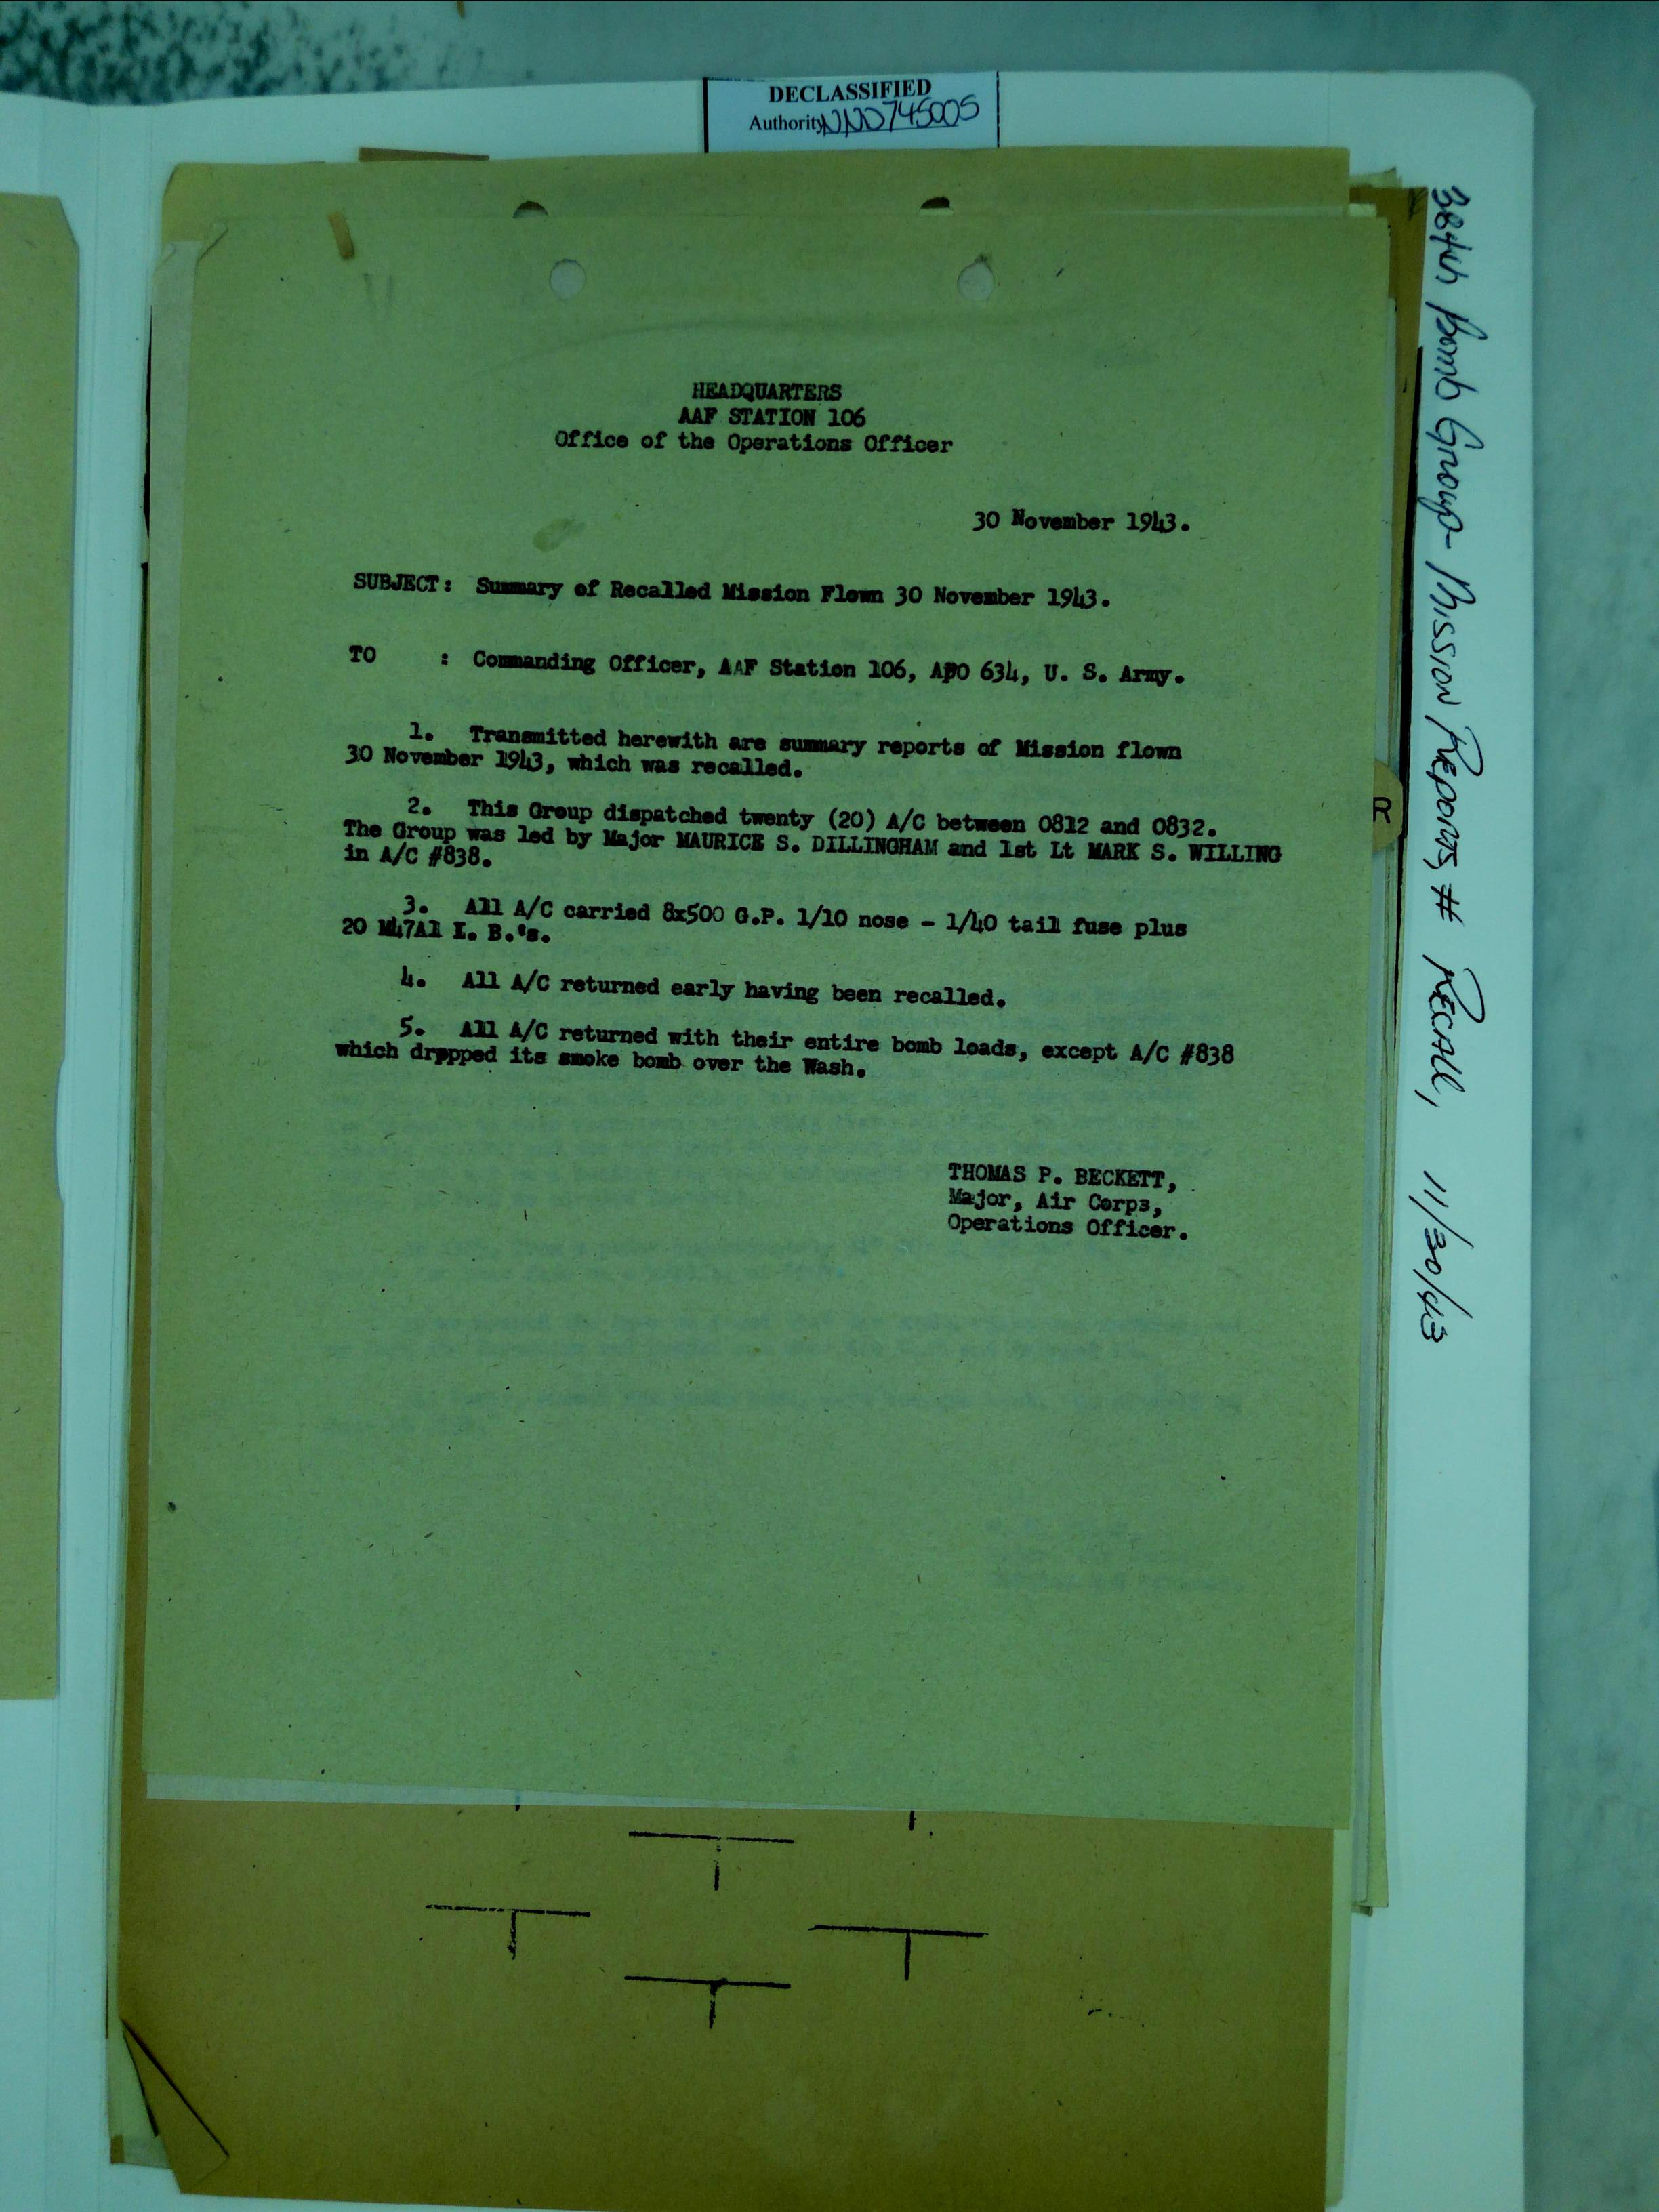 DECLASSIFIED
Authority NND745005
HEADQUARTERS
AAF STATION 106
Office of the Operations Officer
30 November 1943.
SUBJECT: Summary of Recalled Mission Flown 30 November 1943.
TO : Commanding Officer, AAF Station 106, APO 634, U. S. Army.
1. Transmitted herewith are summary reports of Mission flown
30 November 1943, which was recalled.
2. This Group dispatched twenty (20) A/C between 0812 and 0832.
The Group was led by Major MAURICE S. DILLINGHAM and 1st Lt MARK S. WILLING
in A/C #838.
3. All A/C carried 8x500 G.P. 1/10 nose - 1/40 tail fuse plus
20 M47A1 I. B.'s.
4. All A/C returned early having been recalled.
5. All A/C returned with their entire bomb loads, except A/C #838
which dropped its smoke bomb over the Wash.
THOMAS P. BECKETT,
Major, Air Corps,
Operations Officer.
384th Bomb Group- Mission Reports, # Recall, 11/30/43
R